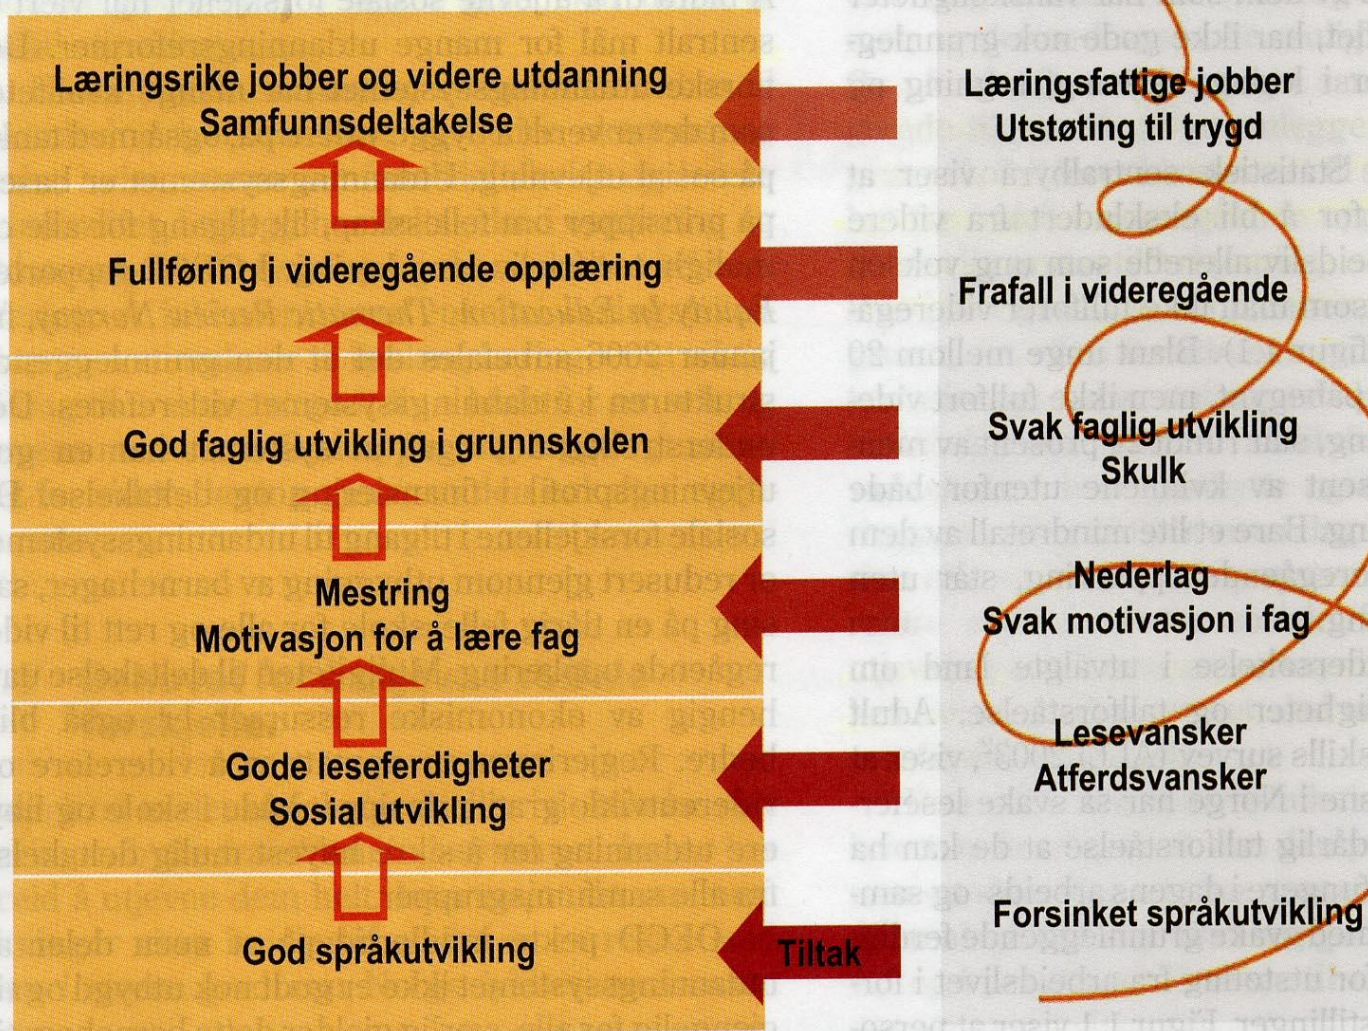 Læringsrike jobber og videre utdanning
Samfunnsdeltakelse
Læringsfattige jobber
Utstøting til trygd
Fullføring i videregående opplæring
Frafall i videregående
God faglig utvikling i grunnskolen
Svak faglig utvikling
Skulk
Mestring
Motivasjon for å lære fag
Nederlag
Svak motivasjon i fag
Gode leseferdigheter
Sosial utvikling
Lesevansker
Atferdsvansker
God språkutvikling
Tiltak
Forsinket språkutvikling